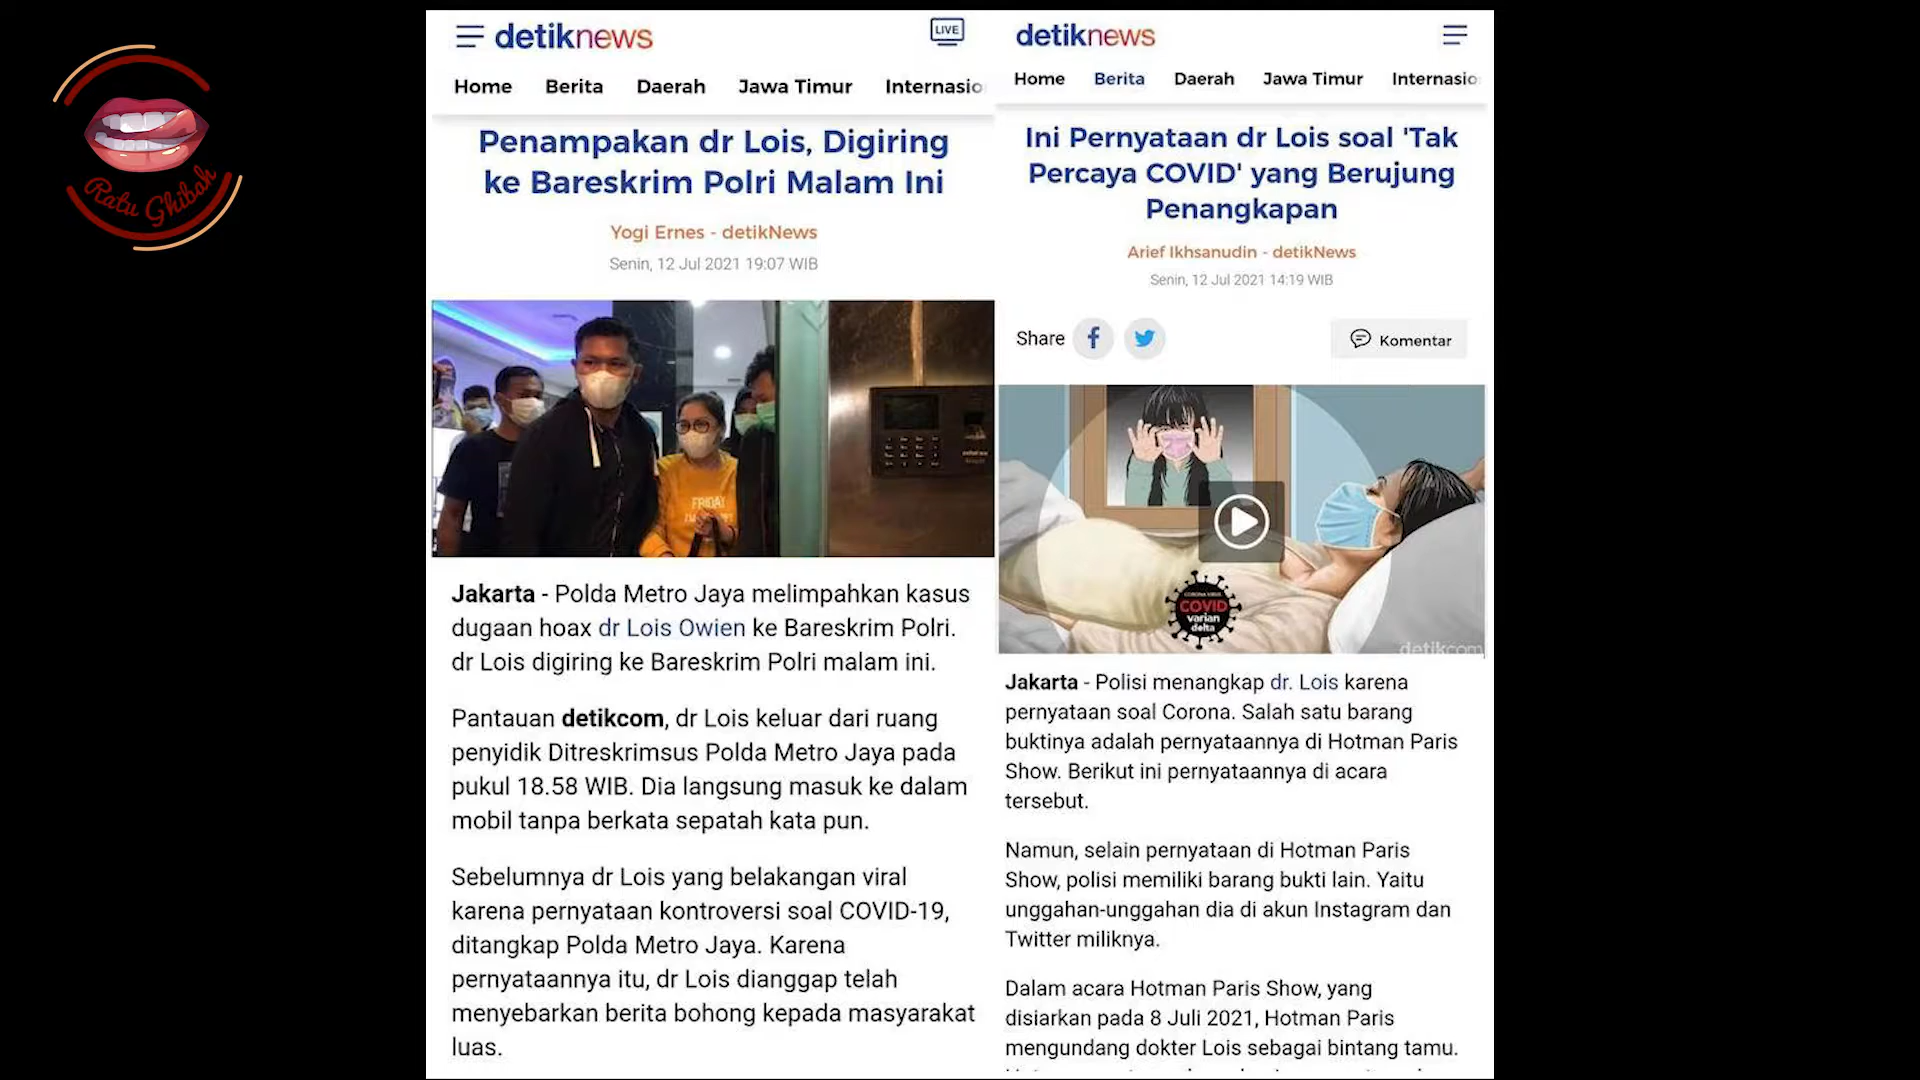 Ratu Ghibah
detiknews
LIVE
Home Berita Daerah Jawa Timur Internasio
Penampakan dr Lois, Digiring
ke Bareskrim Polri Malam Ini
Yogi Ernes - detikNews
Senin, 12 Jul 2021 19:07 WIB
FRIDAY
Jakarta - Polda Metro Jaya melimpahkan kasus
dugaan hoax dr Lois Owien ke Bareskrim Polri.
dr Lois digiring ke Bareskrim Polri malam ini.
Pantauan detikcom, dr Lois keluar dari ruang
penyidik Ditreskrimsus Polda Metro Jaya pada
pukul 18.58 WIB. Dia langsung masuk ke dalam
mobil tanpa berkata sepatah kata pun.
Sebelumnya dr Lois yang belakangan viral
karena pernyataan kontroversi soal COVID-19,
ditangkap Polda Metro Jaya. Karena
pernyataannya itu, dr Lois dianggap telah
menyebarkan berita bohong kepada masyarakat
luas.
detiknews
Home Berita Daerah Jawa Timur Internasio
Ini Pernyataan dr Lois soal 'Tak
Percaya COVID' yang Berujung
Penangkapan
Arief Ikhsanudin - detikNews
Senin, 12 Jul 2021 14:19 WIB
Share
Komentar
CORONA VIRUS
COVID
varian
delta
detikcom
Jakarta - Polisi menangkap dr. Lois karena
pernyataan soal Corona. Salah satu barang
buktinya adalah pernyataannya di Hotman Paris
Show. Berikut ini pernyataannya di acara
tersebut.
Namun, selain pernyataan di Hotman Paris
Show, polisi memiliki barang bukti lain. Yaitu
unggahan-unggahan dia di akun Instagram dan
Twitter miliknya.
Dalam acara Hotman Paris Show, yang
disiarkan pada 8 Juli 2021, Hotman Paris
mengundang dokter Lois sebagai bintang tamu.